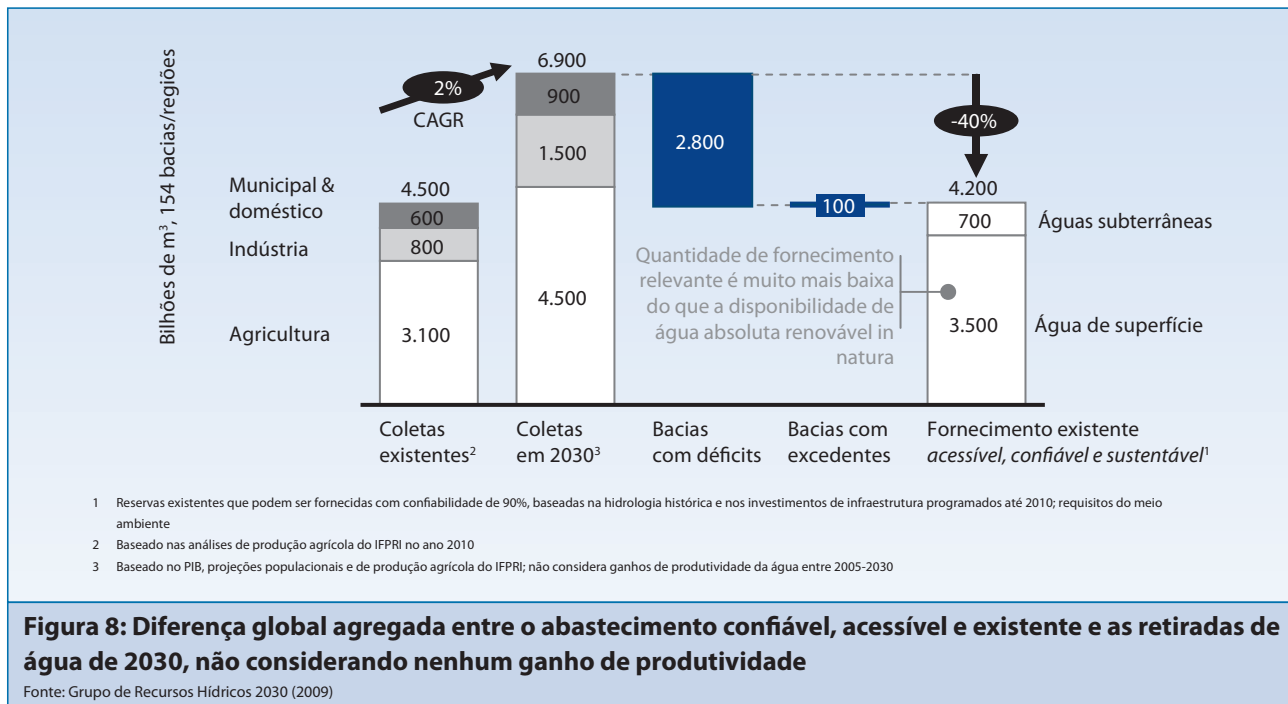 Bilhões de m³, 154 bacias/regiões
2%
CAGR
6.900
900
1.500
4.500
2.800
100
-40%
4.200
700
Águas subterrâneas
3.500
Água de superfície
Municipal &
doméstico
Indústria
Agricultura
4.500
600
800
3.100
Quantidade de fornecimento
relevante é muito mais baixa
do que a disponibilidade de
água absoluta renovável in
natura
Coletas
existentes²
Coletas
em 2030³
Bacias
com déficits
Bacias com
excedentes
Fornecimento existente
acessível, confiável e sustentável¹
1 Reservas existentes que podem ser fornecidas com confiabilidade de 90%, baseadas na hidrologia histórica e nos investimentos de infraestrutura programados até 2010; requisitos do meio
ambiente
2 Baseado nas análises de produção agrícola do IFPRI no ano 2010
3 Baseado no PIB, projeções populacionais e de produção agrícola do IFPRI; não considera ganhos de produtividade da água entre 2005-2030
Figura 8: Diferença global agregada entre o abastecimento confiável, acessível e existente e as retiradas de
água de 2030, não considerando nenhum ganho de produtividade
Fonte: Grupo de Recursos Hídricos 2030 (2009)